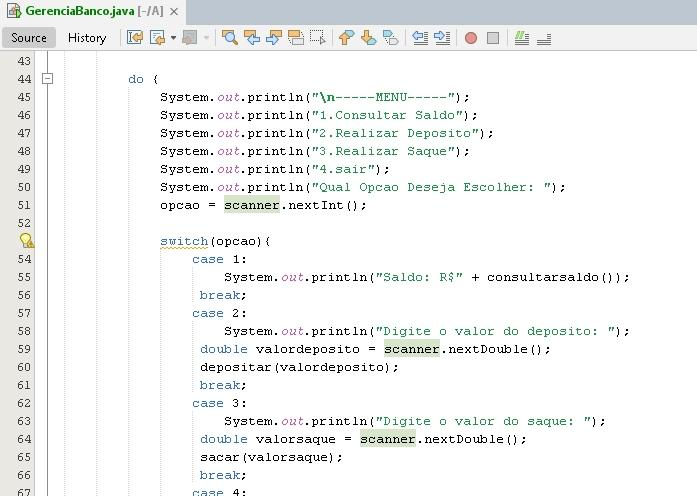 GerenciaBanco.java [-/A] ×
Source History
43
44 do {
45 System.out.println("\n-----MENU-----");
46 System.out.println("1.Consultar Saldo");
47 System.out.println("2.Realizar Deposito");
48 System.out.println("3.Realizar Saque");
49 System.out.println("4.sair");
50 System.out.println("Qual Opcao Deseja Escolher: ");
51 opcao = scanner.nextInt();
52
switch(opcao){
54 case 1:
55 System.out.println("Saldo: R$" + consultarsaldo());
56 break;
57 case 2:
58 System.out.println("Digite o valor do deposito: ");
59 double valordeposito = scanner.nextDouble();
60 depositar(valordeposito);
61 break;
62 case 3:
63 System.out.println("Digite o valor do saque: ");
64 double valorsaque = scanner.nextDouble();
65 sacar(valorsaque);
66 break;
67 case 4: